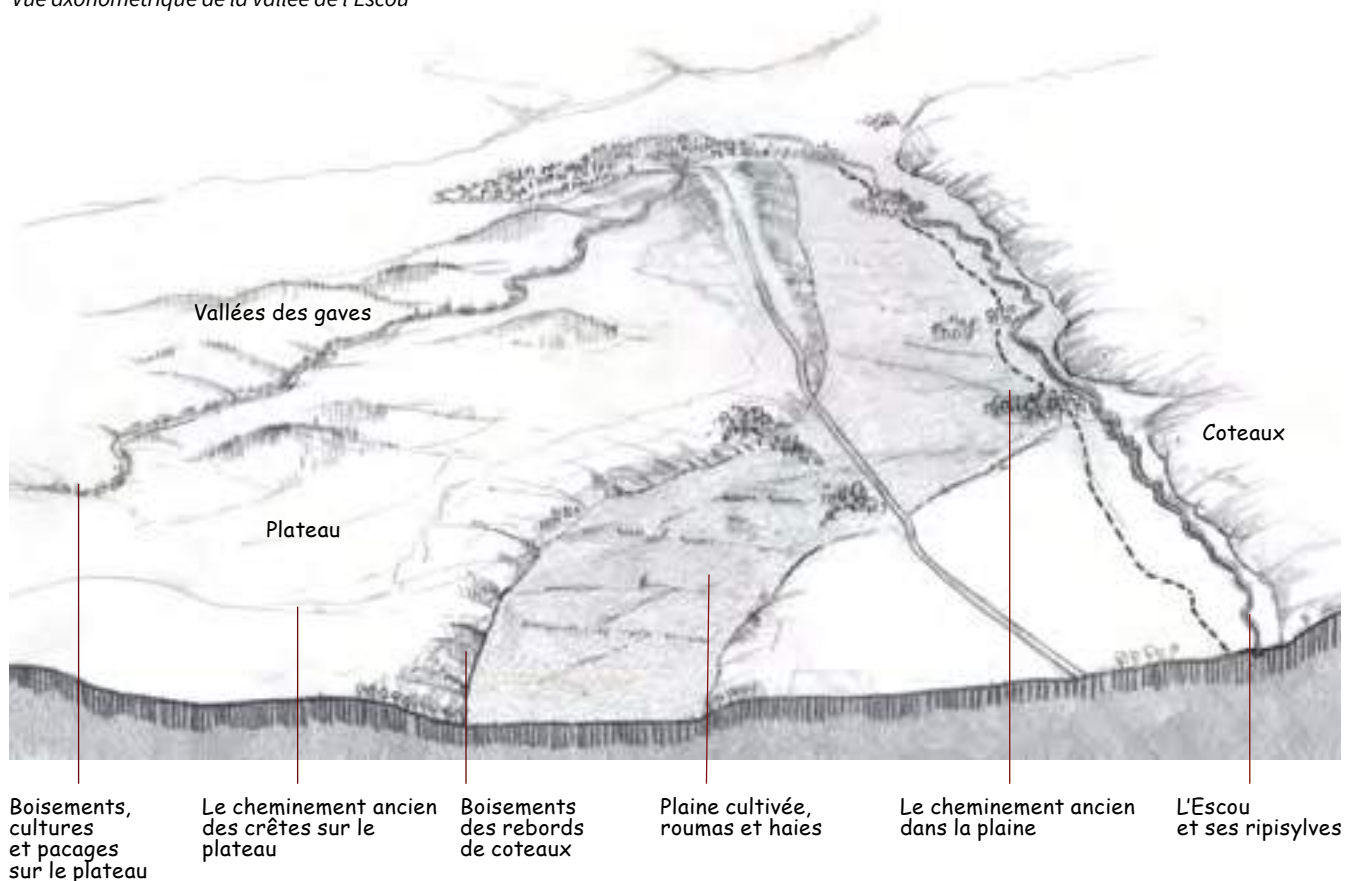 Vue axonométrique de la vallée de l'Escou
Vallées des gaves
Coteaux
Plateau
Boisements,
cultures
et pacages
sur le plateau
Le cheminement ancien
des crêtes sur le
plateau
Boisements
des rebords
de coteaux
Plaine cultivée,
roumas et haies
Le cheminement ancien
dans la plaine
L'Escou
et ses ripisylves